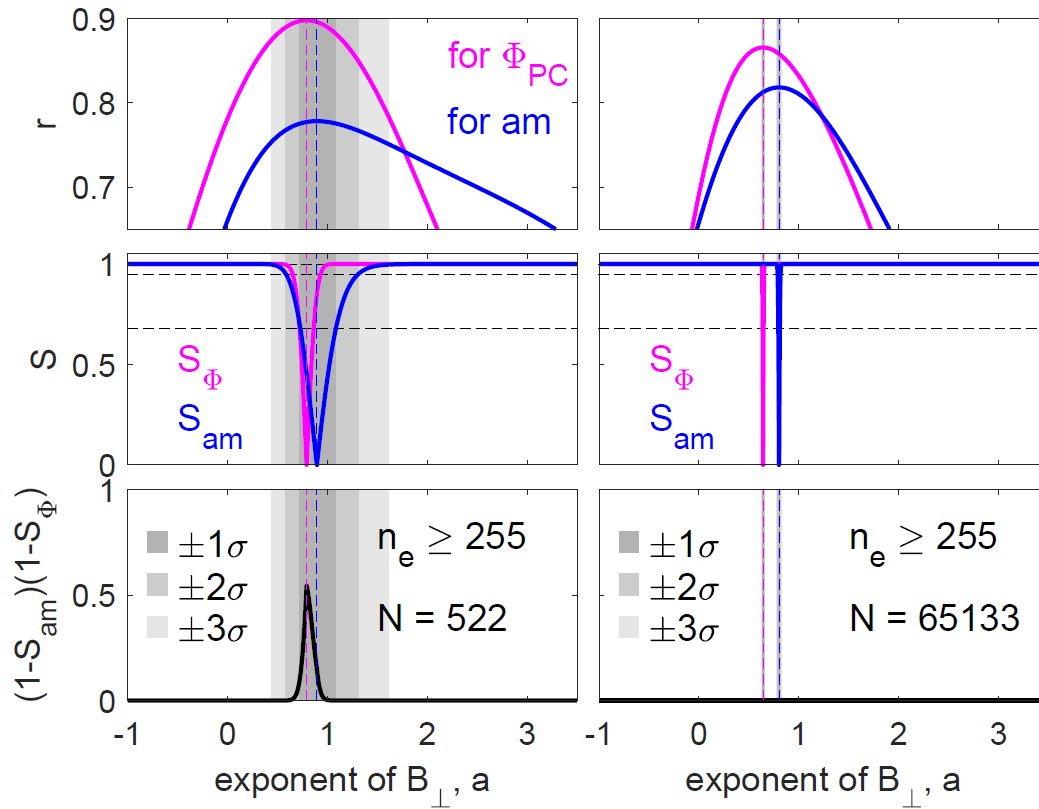 0.9
0.8
0.7
r
for Φ_PC
for am
1
0.5
0
S
S_Φ
S_am
S_Φ
S_am
1
0.5
0
(1-S_am)(1-S_Φ)
±1σ
±2σ
±3σ
n_e ≥ 255
N = 522
±1σ
±2σ
±3σ
n_e ≥ 255
N = 65133
-1 0 1 2 3
-1 0 1 2 3
exponent of B_⊥, a
exponent of B_⊥, a